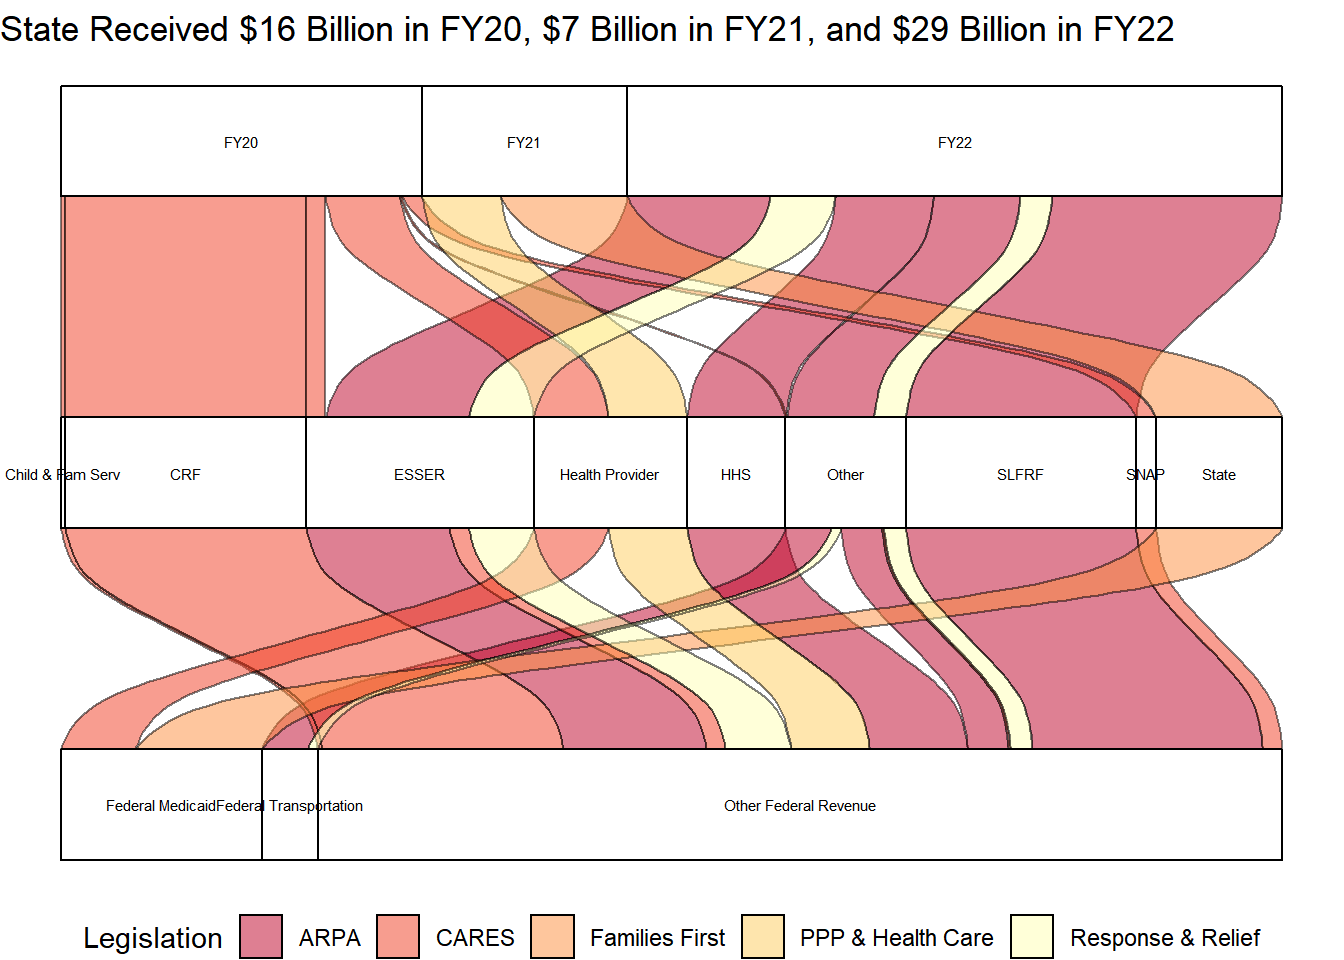 State Received $16 Billion in FY20, $7 Billion in FY21, and $29 Billion in FY22
FY20 FY21 FY22
Child & Fam Serv CRF ESSER Health Provider HHS Other SLFRF SNAP State
Federal Medicaid Federal Transportation Other Federal Revenue
Legislation ARPA CARES Families First PPP & Health Care Response & Relief